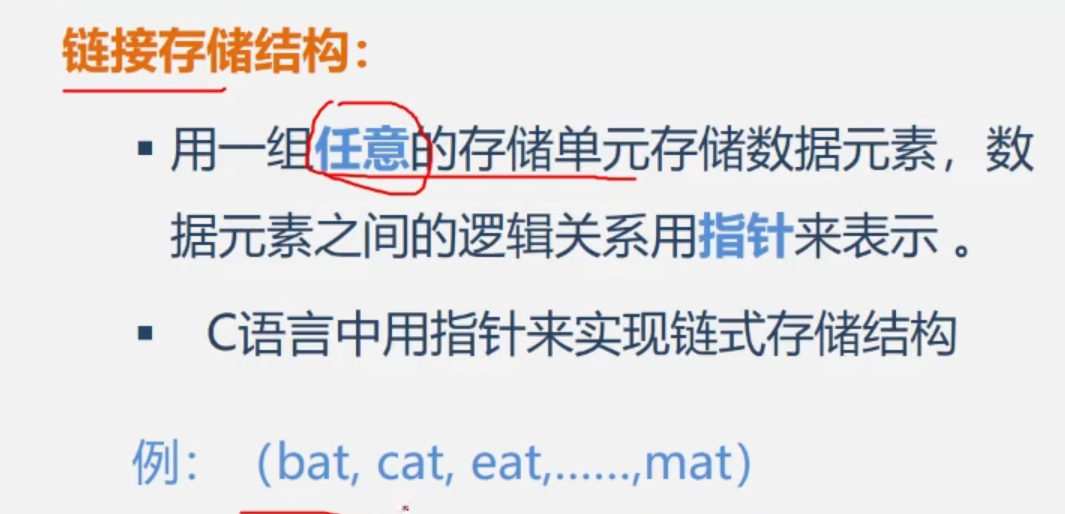 链接存储结构：
▪ 用一组任意的存储单元存储数据元素，数
据元素之间的逻辑关系用指针来表示 。
▪ C语言中用指针来实现链式存储结构
例：（bat, cat, eat,……,mat）